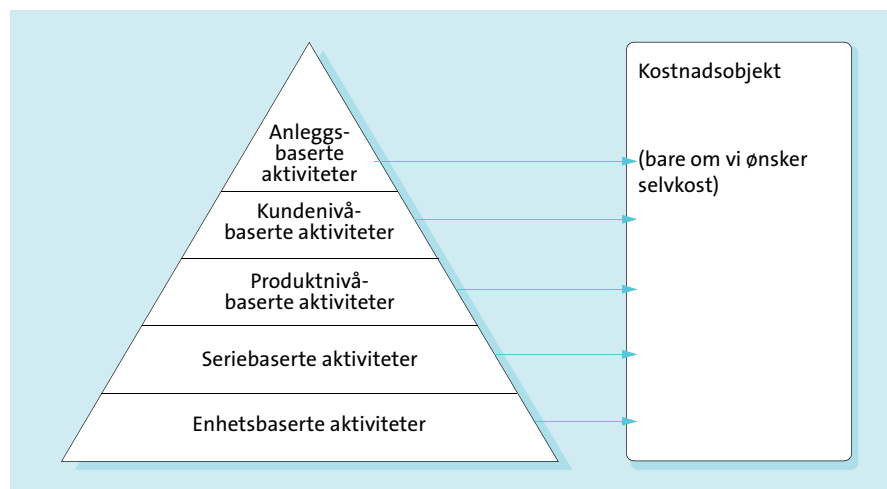 Anleggs-
baserte
aktiviteter
Kundenivå-
baserte aktiviteter
Produktnivå-
baserte aktiviteter
Seriebaserte aktiviteter
Enhetsbaserte aktiviteter
Kostnadsobjekt
(bare om vi ønsker
selvkost)